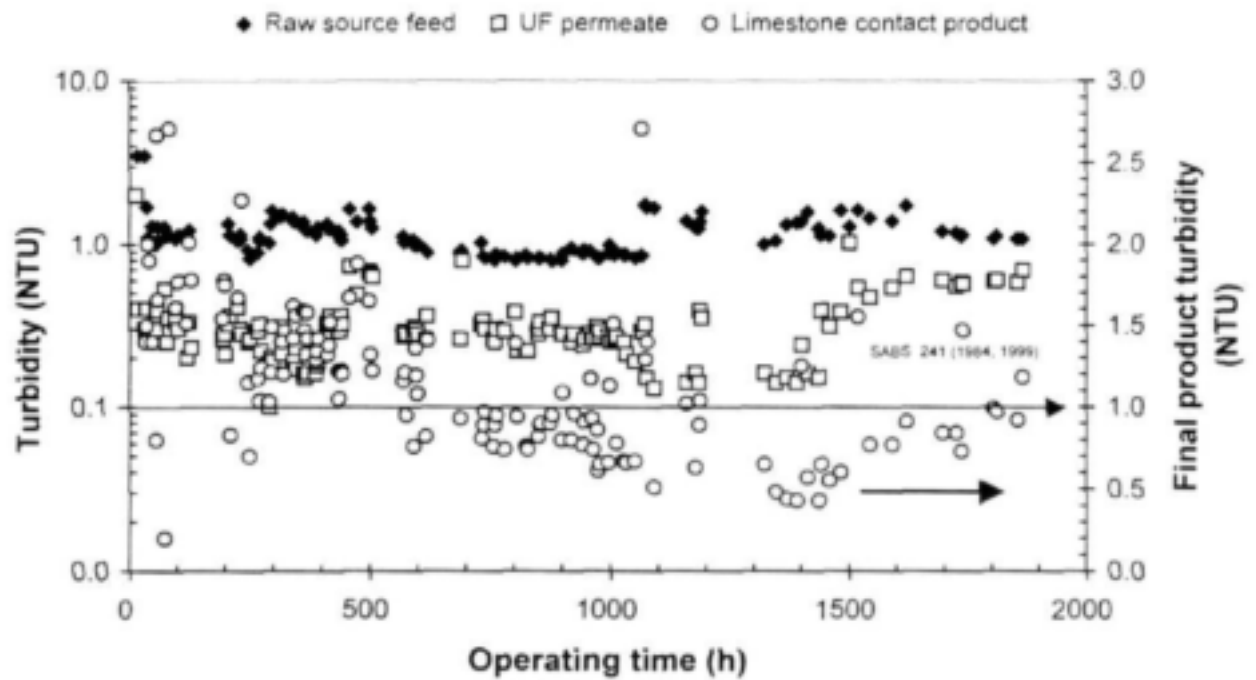 Raw source feed UF permeate Limestone contact product
10.0
1.0
0.1
0.0
Turbidity (NTU)
3.0
2.5
2.0
1.5
1.0
0.5
0.0
Final product turbidity
(NTU)
SABS 241 (1984, 1999)
0 500 1000 1500 2000
Operating time (h)